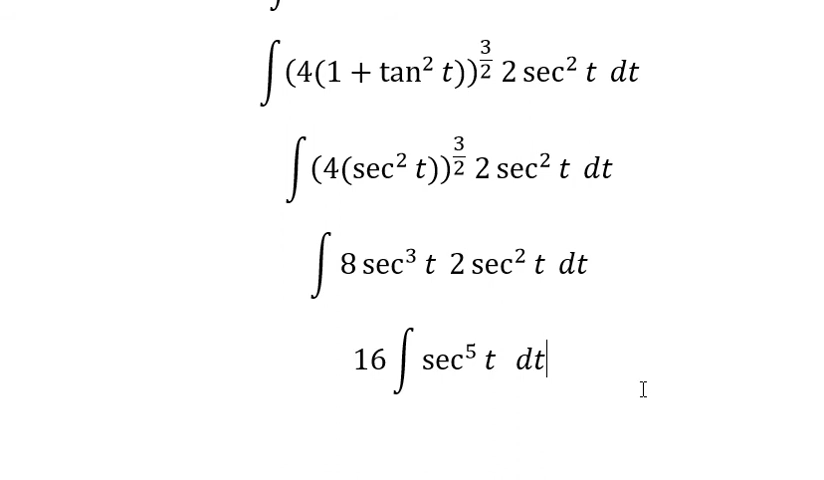 ∫ (4(1 + tan² t))^(3/2) 2 sec² t dt
∫ (4(sec² t))^(3/2) 2 sec² t dt
∫ 8 sec³ t 2 sec² t dt
16 ∫ sec⁵ t dt